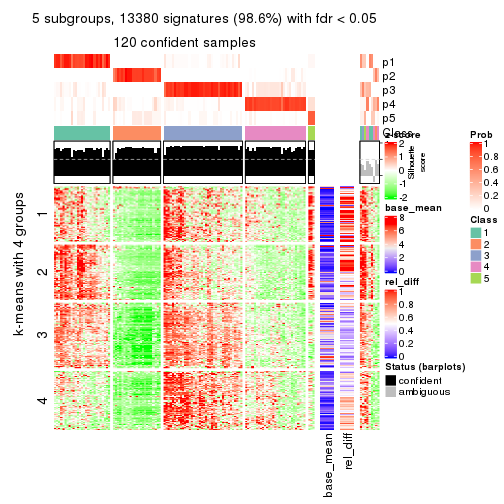 5 subgroups, 13380 signatures (98.6%) with fdr < 0.05
120 confident samples
p1
p2
p3
p4
p5
Class
Silhouette
score
k-means with 4 groups
1
2
3
4
base_mean
rel_diff
z-score
2
1
0
-1
-2
base_mean
8
6
4
2
0
rel_diff
1
0.8
0.6
0.4
0.2
0
Status (barplots)
confident
ambiguous
Prob
1
0.8
0.6
0.4
0.2
0
Class
1
2
3
4
5